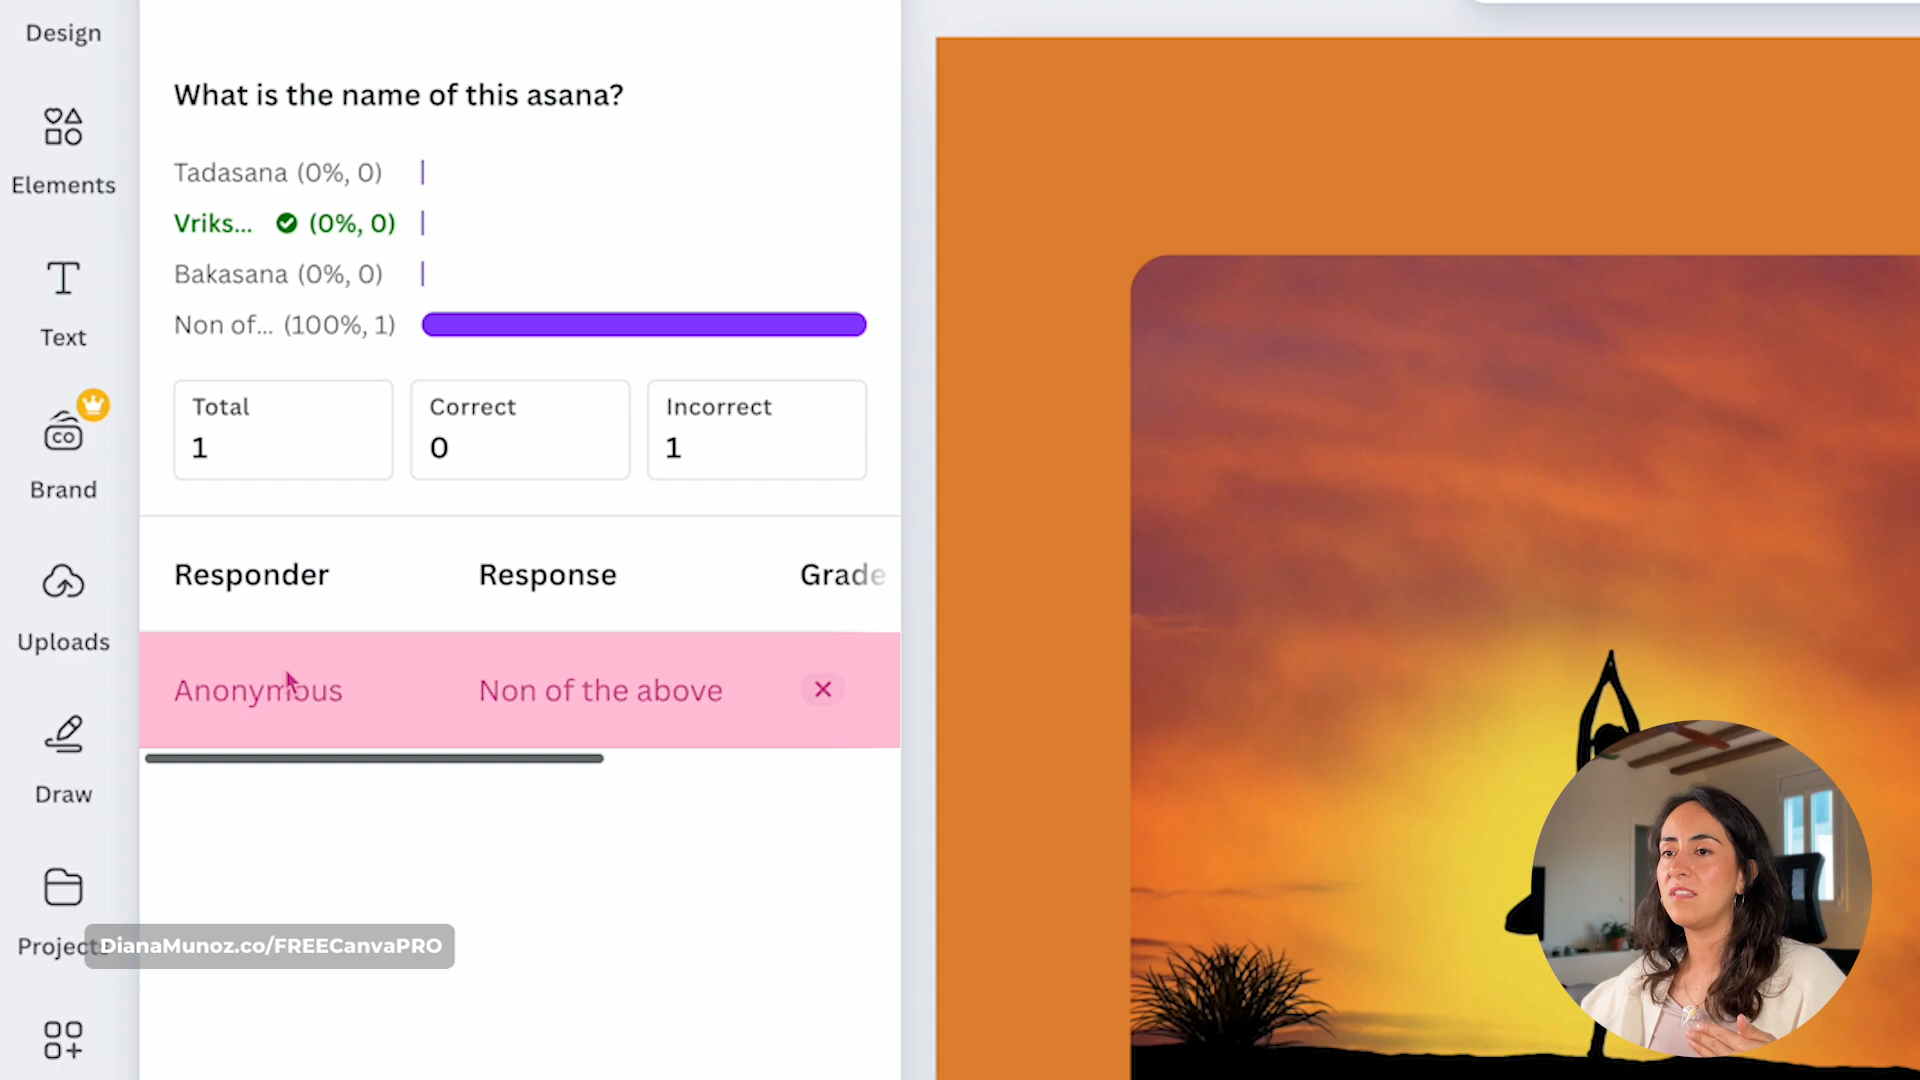 Design
Elements
Text
CO
Brand
Uploads
Draw
Project
DianaMunoz.co/FREECanvaPRO
What is the name of this asana?
Tadasana (0%, 0)
Vriks... (0%, 0)
Bakasana (0%, 0)
Non of... (100%, 1)
Total
1
Correct
0
Incorrect
1
Responder Response Grade
Anonymous Non of the above